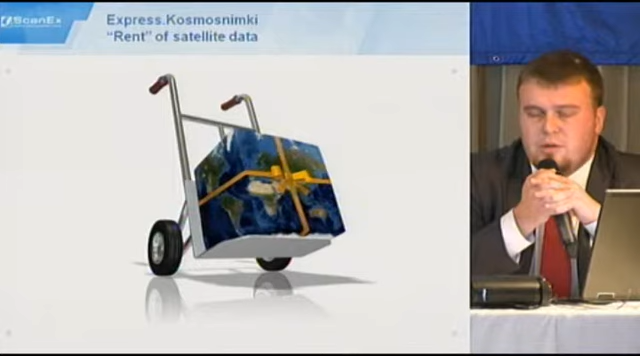 ScanEx
Express.Kosmosnimki
“Rent” of satellite data